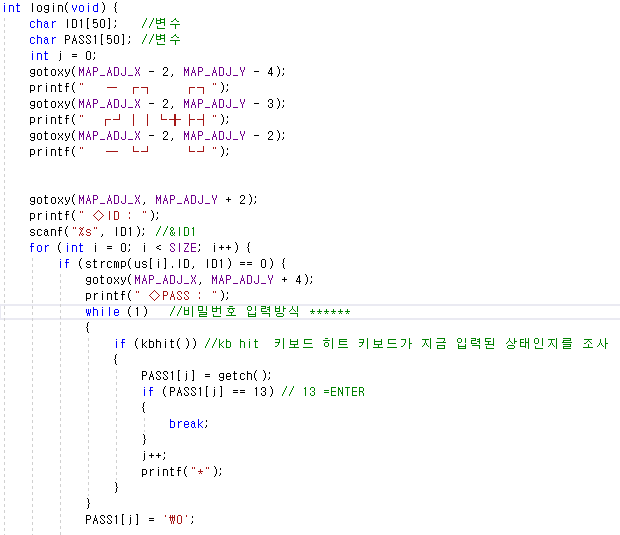 int login(void) {
char ID1[50];   //변수
char PASS1[50]; //변수
int j = 0;
gotoxy(MAP_ADJ_X - 2, MAP_ADJ_Y - 4);
printf("   ─ ┌┐    ┌┐");
gotoxy(MAP_ADJ_X - 2, MAP_ADJ_Y - 3);
printf("  ┌┘││└╋├┤");
gotoxy(MAP_ADJ_X - 2, MAP_ADJ_Y - 2);
printf("   ─ └┘    └┘");
gotoxy(MAP_ADJ_X, MAP_ADJ_Y + 2);
printf(" ◇ID : ");
scanf("%s", ID1); //&ID1
for (int i = 0; i < SIZE; i++) {
if (strcmp(us[i].ID, ID1) == 0) {
gotoxy(MAP_ADJ_X, MAP_ADJ_Y + 4);
printf(" ◇PASS : ");
while (1)   //비밀번호 입력방식 ******
{
if (kbhit()) //kb hit  키보드 히트 키보드가 지금 입력된 상태인지를 조사
{
PASS1[j] = getch();
if (PASS1[j] == 13) // 13 =ENTER
{
break;
}
j++;
printf("*");
}
}
PASS1[j] = '₩0';